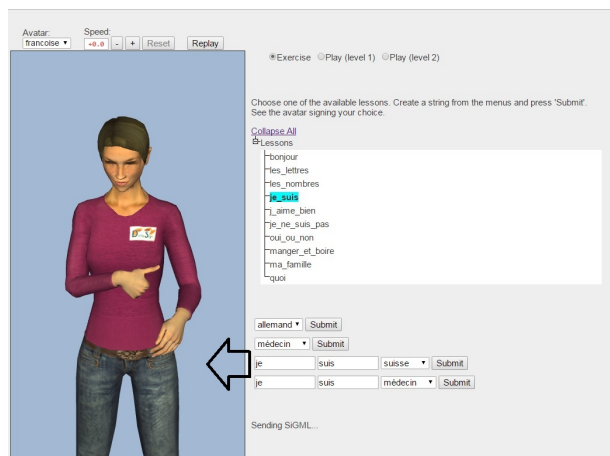 Avatar: Speed:
francoise +0.0 - + Reset Replay
Exercise Play (level 1) Play (level 2)
Choose one of the available lessons. Create a string from the menus and press 'Submit'.
See the avatar signing your choice.
Collapse All
Lessons
bonjour
les_lettres
les_nombres
je_suis
j_aime_bien
je_ne_suis_pas
oui_ou_non
manger_et_boire
ma_famille
quoi
allemand Submit
médecin Submit
je suis suisse Submit
je suis médecin Submit
Sending SiGML...